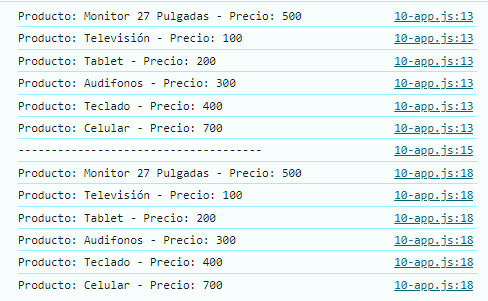 Producto: Monitor 27 Pulgadas - Precio: 500 10-app.js:13
Producto: Televisión - Precio: 100 10-app.js:13
Producto: Tablet - Precio: 200 10-app.js:13
Producto: Audifonos - Precio: 300 10-app.js:13
Producto: Teclado - Precio: 400 10-app.js:13
Producto: Celular - Precio: 700 10-app.js:13
------------------------------------- 10-app.js:15
Producto: Monitor 27 Pulgadas - Precio: 500 10-app.js:18
Producto: Televisión - Precio: 100 10-app.js:18
Producto: Tablet - Precio: 200 10-app.js:18
Producto: Audifonos - Precio: 300 10-app.js:18
Producto: Teclado - Precio: 400 10-app.js:18
Producto: Celular - Precio: 700 10-app.js:18